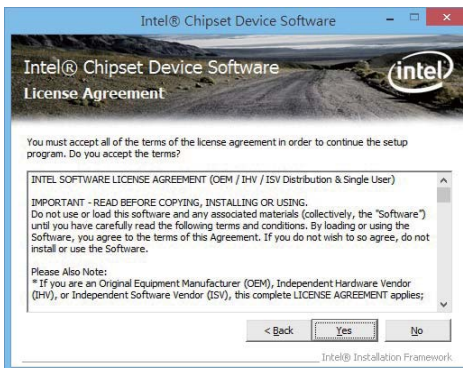 Intel® Chipset Device Software
Intel® Chipset Device Software
intel
License Agreement
You must accept all of the terms of the license agreement in order to continue the setup
program. Do you accept the terms?
INTEL SOFTWARE LICENSE AGREEMENT (OEM / IHV / ISV Distribution & Single User)
IMPORTANT - READ BEFORE COPYING, INSTALLING OR USING.
Do not use or load this software and any associated materials (collectively, the "Software")
until you have carefully read the following terms and conditions. By loading or using the
Software, you agree to the terms of this Agreement. If you do not wish to so agree, do not
install or use the Software.
Please Also Note:
* If you are an Original Equipment Manufacturer (OEM), Independent Hardware Vendor
(IHV), or Independent Software Vendor (ISV), this complete LICENSE AGREEMENT applies;
< Back
Yes
No
Intel® Installation Framework